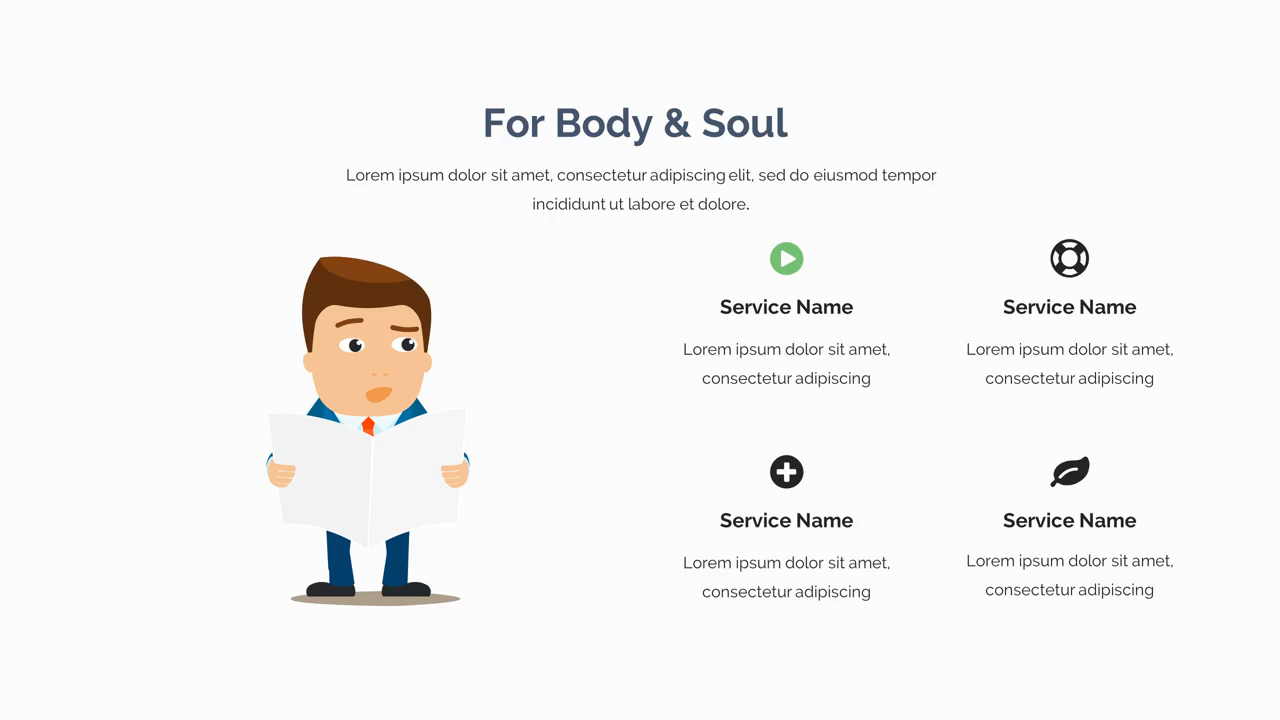 For Body & Soul
Lorem ipsum dolor sit amet, consectetur adipiscing elit, sed do eiusmod tempor
incididunt ut labore et dolore.
Service Name
Lorem ipsum dolor sit amet,
consectetur adipiscing
Service Name
Lorem ipsum dolor sit amet,
consectetur adipiscing
Service Name
Lorem ipsum dolor sit amet,
consectetur adipiscing
Service Name
Lorem ipsum dolor sit amet,
consectetur adipiscing